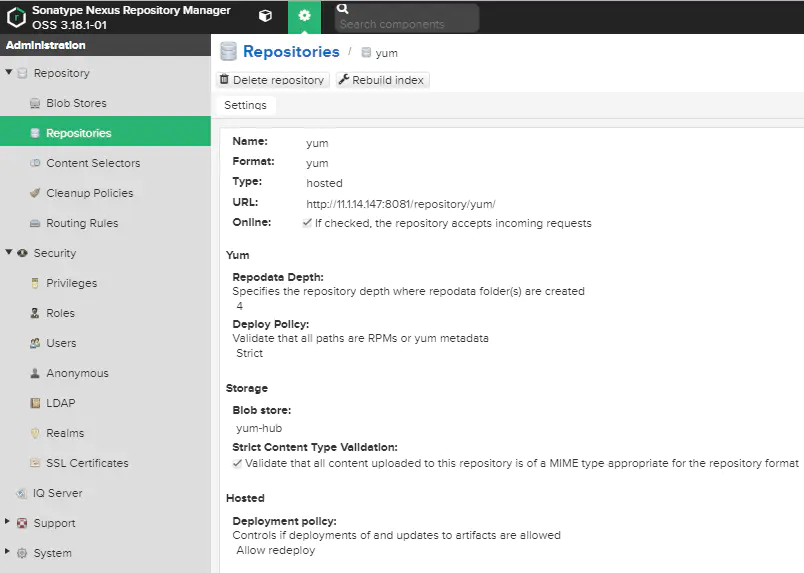 Sonatype Nexus Repository Manager
OSS 3.18.1-01
Search components
Administration
Repository
Blob Stores
Repositories
Content Selectors
Cleanup Policies
Routing Rules
Security
Privileges
Roles
Users
Anonymous
LDAP
Realms
SSL Certificates
IQ Server
Support
System
Repositories / yum
Delete repository Rebuild index
Settings
Name: yum
Format: yum
Type: hosted
URL: http://11.1.14.147:8081/repository/yum/
Online: If checked, the repository accepts incoming requests
Yum
Repodata Depth:
Specifies the repository depth where repodata folder(s) are created
4
Deploy Policy:
Validate that all paths are RPMs or yum metadata
Strict
Storage
Blob store:
yum-hub
Strict Content Type Validation:
Validate that all content uploaded to this repository is of a MIME type appropriate for the repository format
Hosted
Deployment policy:
Controls if deployments of and updates to artifacts are allowed
Allow redeploy